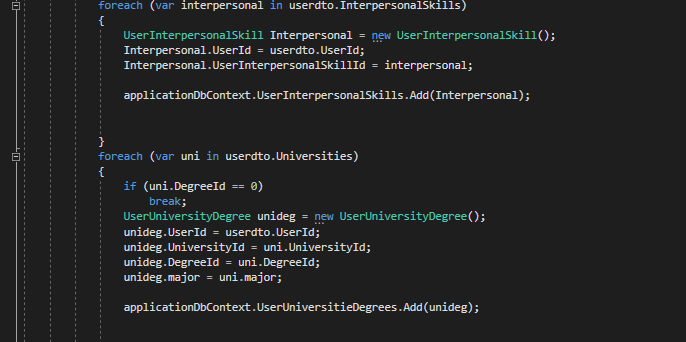 foreach (var interpersonal in userdto.InterpersonalSkills)
{
UserInterpersonalSkill Interpersonal = new UserInterpersonalSkill();
Interpersonal.UserId = userdto.UserId;
Interpersonal.UserInterpersonalSkillId = interpersonal;
applicationDbContext.UserInterpersonalSkills.Add(Interpersonal);
}
foreach (var uni in userdto.Universities)
{
if (uni.DegreeId == 0)
break;
UserUniversityDegree unideg = new UserUniversityDegree();
unideg.UserId = userdto.UserId;
unideg.UniversityId = uni.UniversityId;
unideg.DegreeId = uni.DegreeId;
unideg.major = uni.major;
applicationDbContext.UserUniversitieDegrees.Add(unideg);